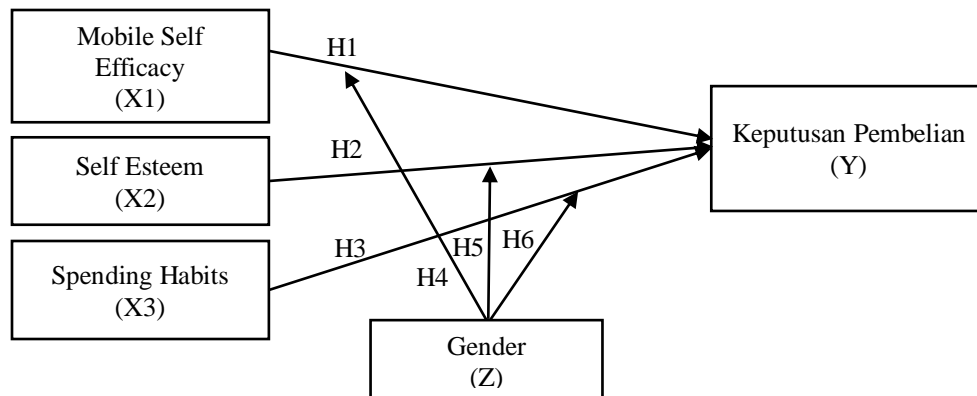 Mobile Self
Efficacy
(X1)
H1
Keputusan Pembelian
(Y)
Self Esteem
(X2)
H2
Spending Habits
(X3)
H3
H4
H5
H6
Gender
(Z)